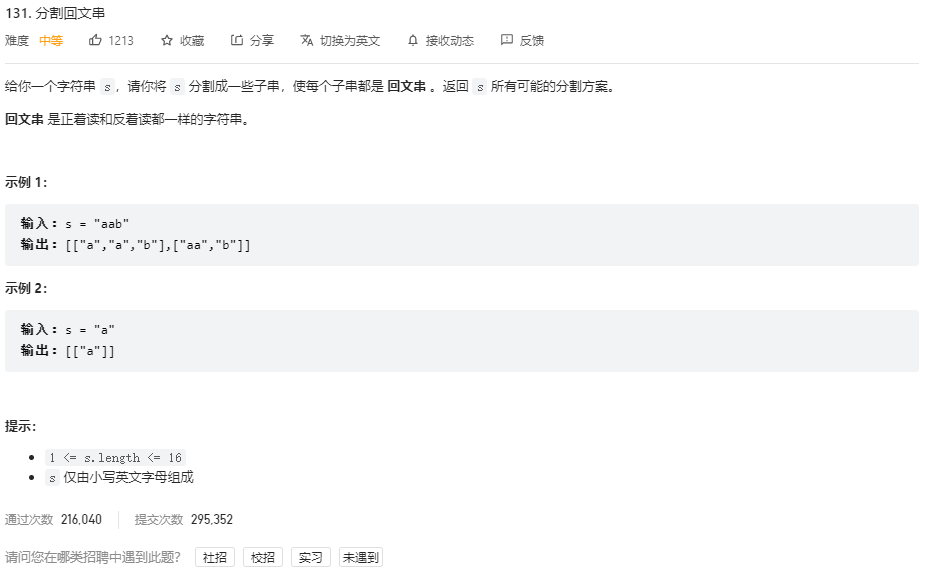 131. 分割回文串
难度 中等 1213 收藏 分享 切换为英文 接收动态 反馈
给你一个字符串 s，请你将 s 分割成一些子串，使每个子串都是 回文串 。返回 s 所有可能的分割方案。
回文串 是正着读和反着读都一样的字符串。
示例 1：
输入：s = "aab"
输出：[["a","a","b"],["aa","b"]]
示例 2：
输入：s = "a"
输出：[["a"]]
提示：
1 <= s.length <= 16
s 仅由小写英文字母组成
通过次数 216,040 提交次数 295,352
请问您在哪类招聘中遇到此题？ 社招 校招 实习 未遇到